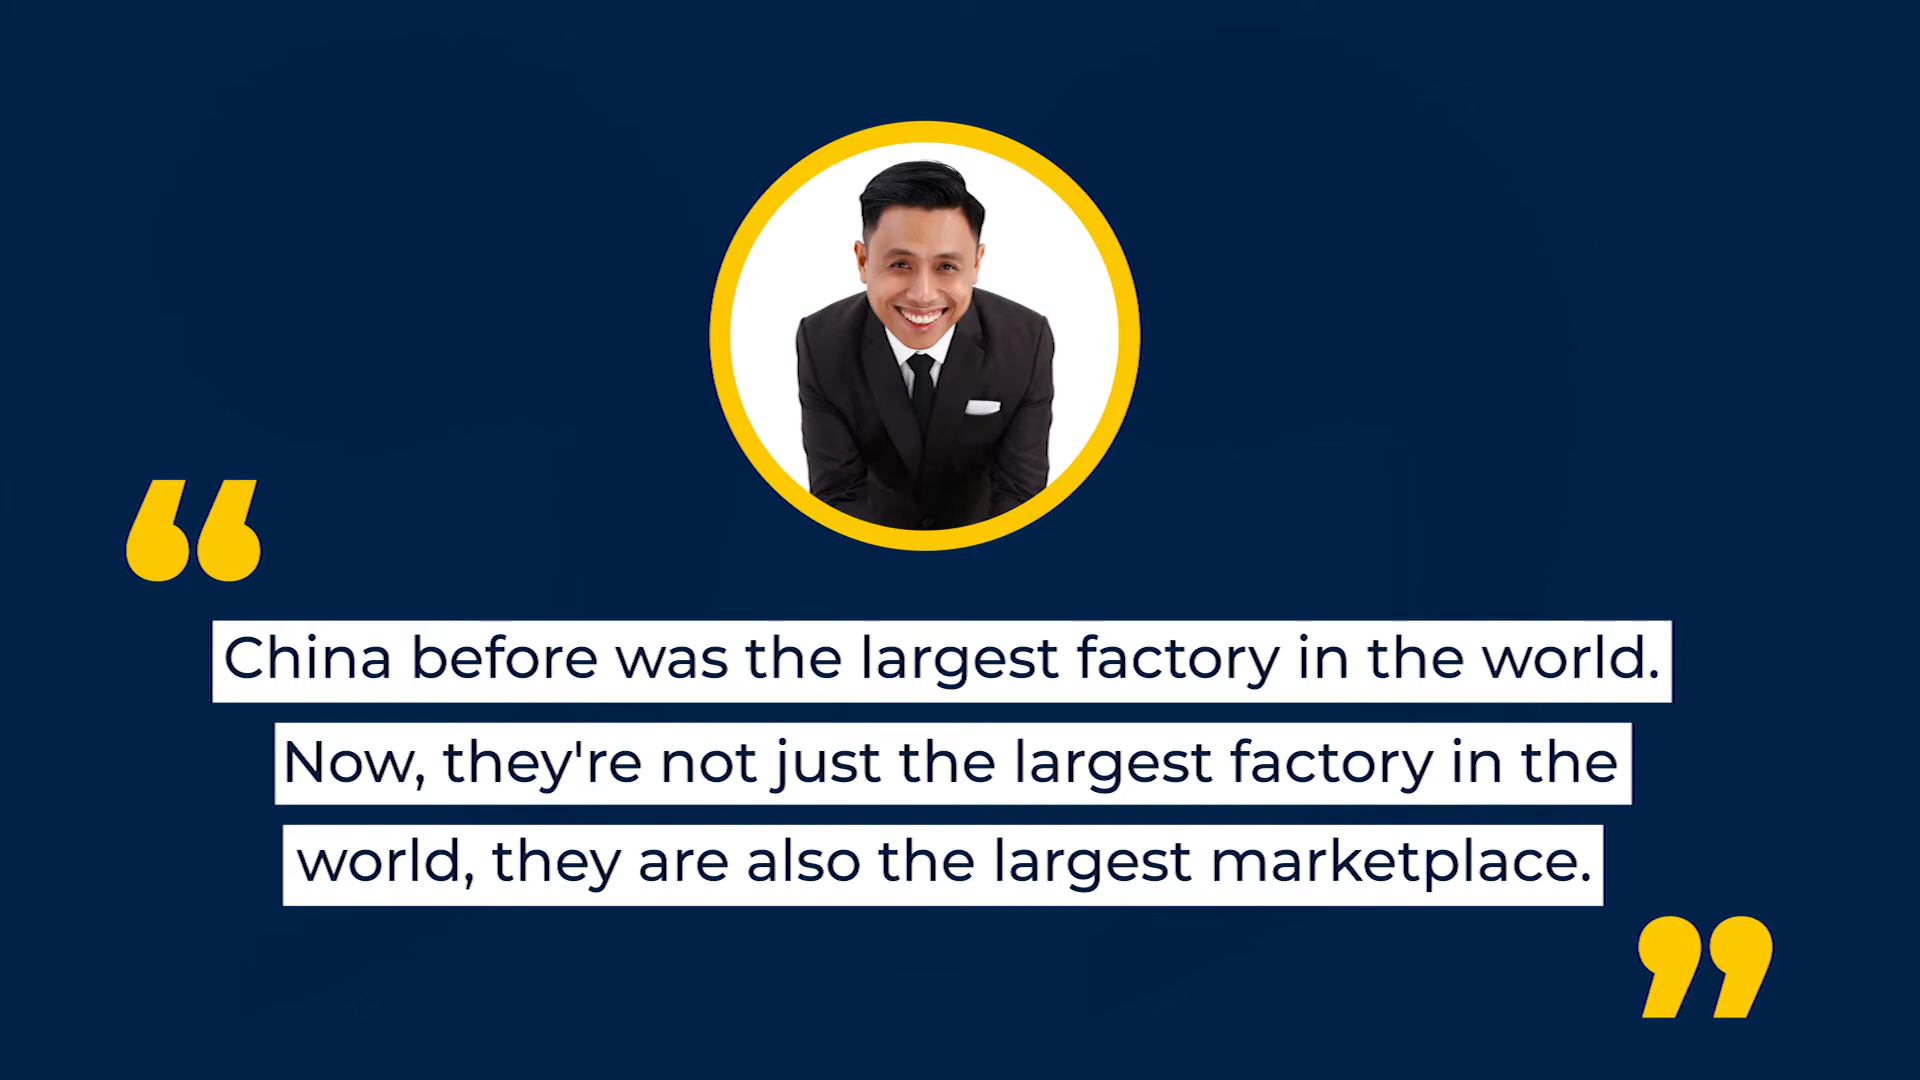 “
China before was the largest factory in the world.
Now, they're not just the largest factory in the
world, they are also the largest marketplace.
”